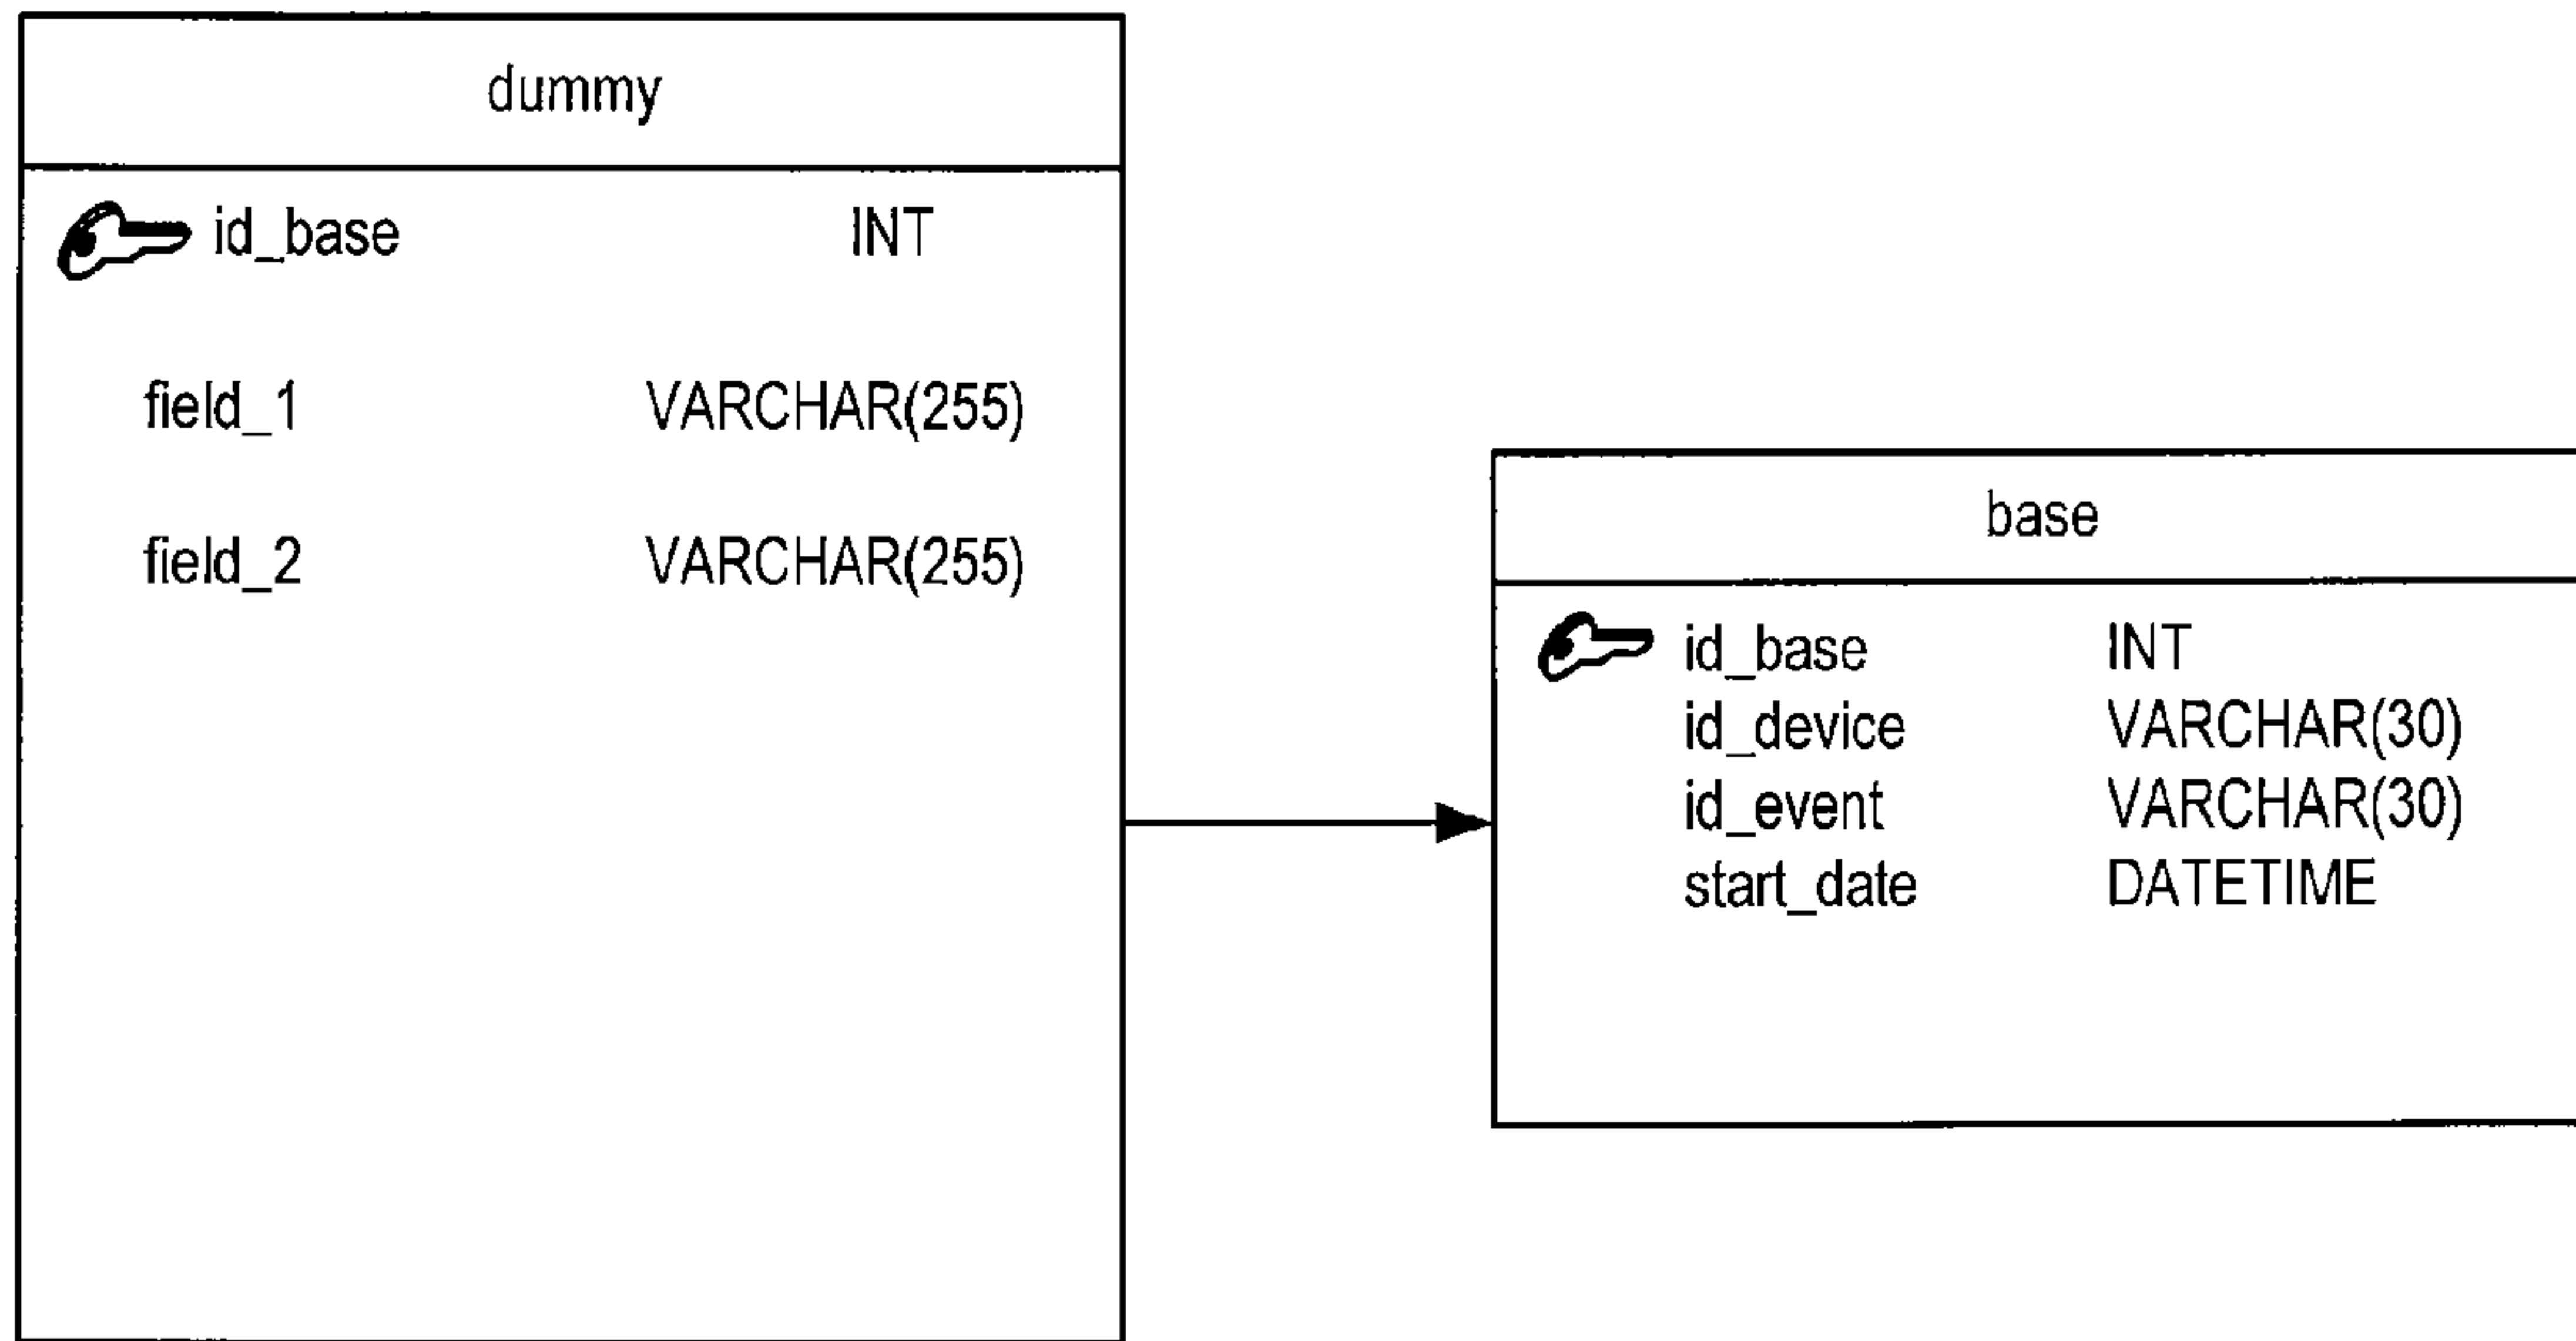 dummy
id_base INT
field_1 VARCHAR(255)
field_2 VARCHAR(255)
base
id_base INT
id_device VARCHAR(30)
id_event VARCHAR(30)
start_date DATETIME